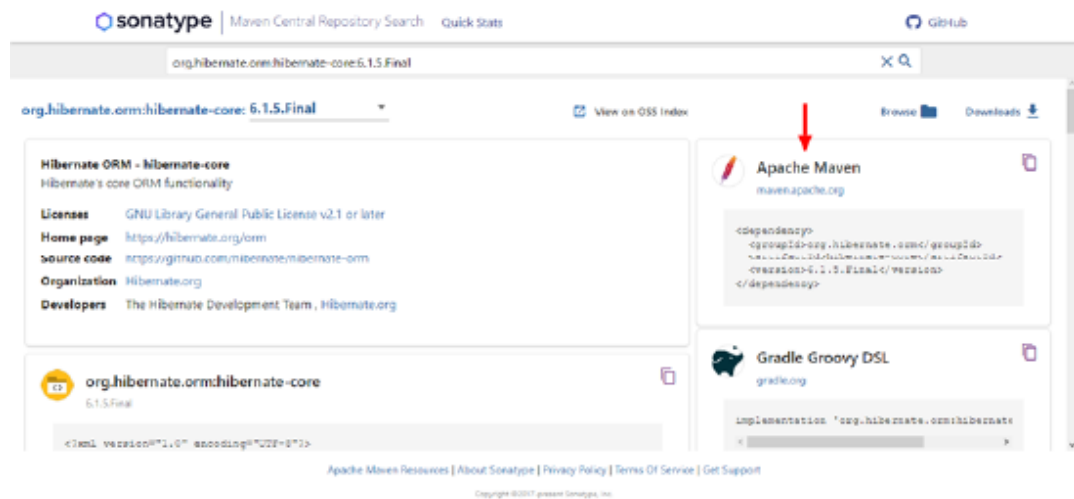 sonatype Maven Central Repository Search Quick Stats GitHub
org.hibernate.orm:hibernate-core:6.1.5.Final
org.hibernate.orm:hibernate-core: 6.1.5.Final View on OSS Index Browse Downloads
Hibernate ORM - hibernate-core
Hibernate's core ORM functionality
Licenses GNU Library General Public License v2.1 or later
Home page https://hibernate.org/orm
Source code https://github.com/hibernate/hibernate-orm
Organization Hibernate.org
Developers The Hibernate Development Team , Hibernate.org
Apache Maven
maven.apache.org
<dependency>
<groupId>org.hibernate.orm</groupId>
<version>6.1.5.Final</version>
</dependency>
org.hibernate.orm:hibernate-core
6.1.5.Final
<?xml version="1.0" encoding="UTF-8"?>
Gradle Groovy DSL
gradle.org
implementation 'org.hibernate.orm:hibernate
Apache Maven Resources | About Sonatype | Privacy Policy | Terms Of Service | Get Support
Copyright ©2017-present Sonatype, Inc.